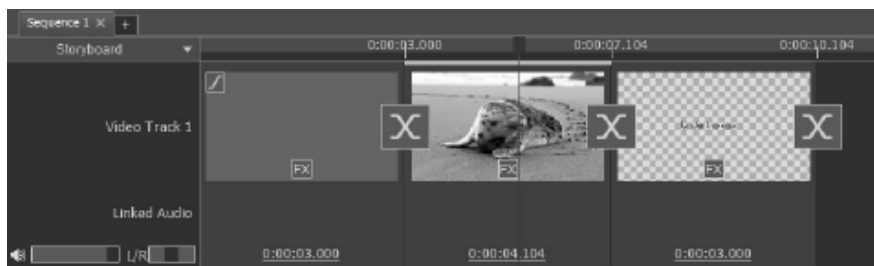 Sequence 1 × +
Storyboard 0:00:03.000 0:00:07.104 0:00:10.104
Video Track 1
FX FX FX
Linked Audio
L/R 0:00:03.000 0:00:04.104 0:00:03.000